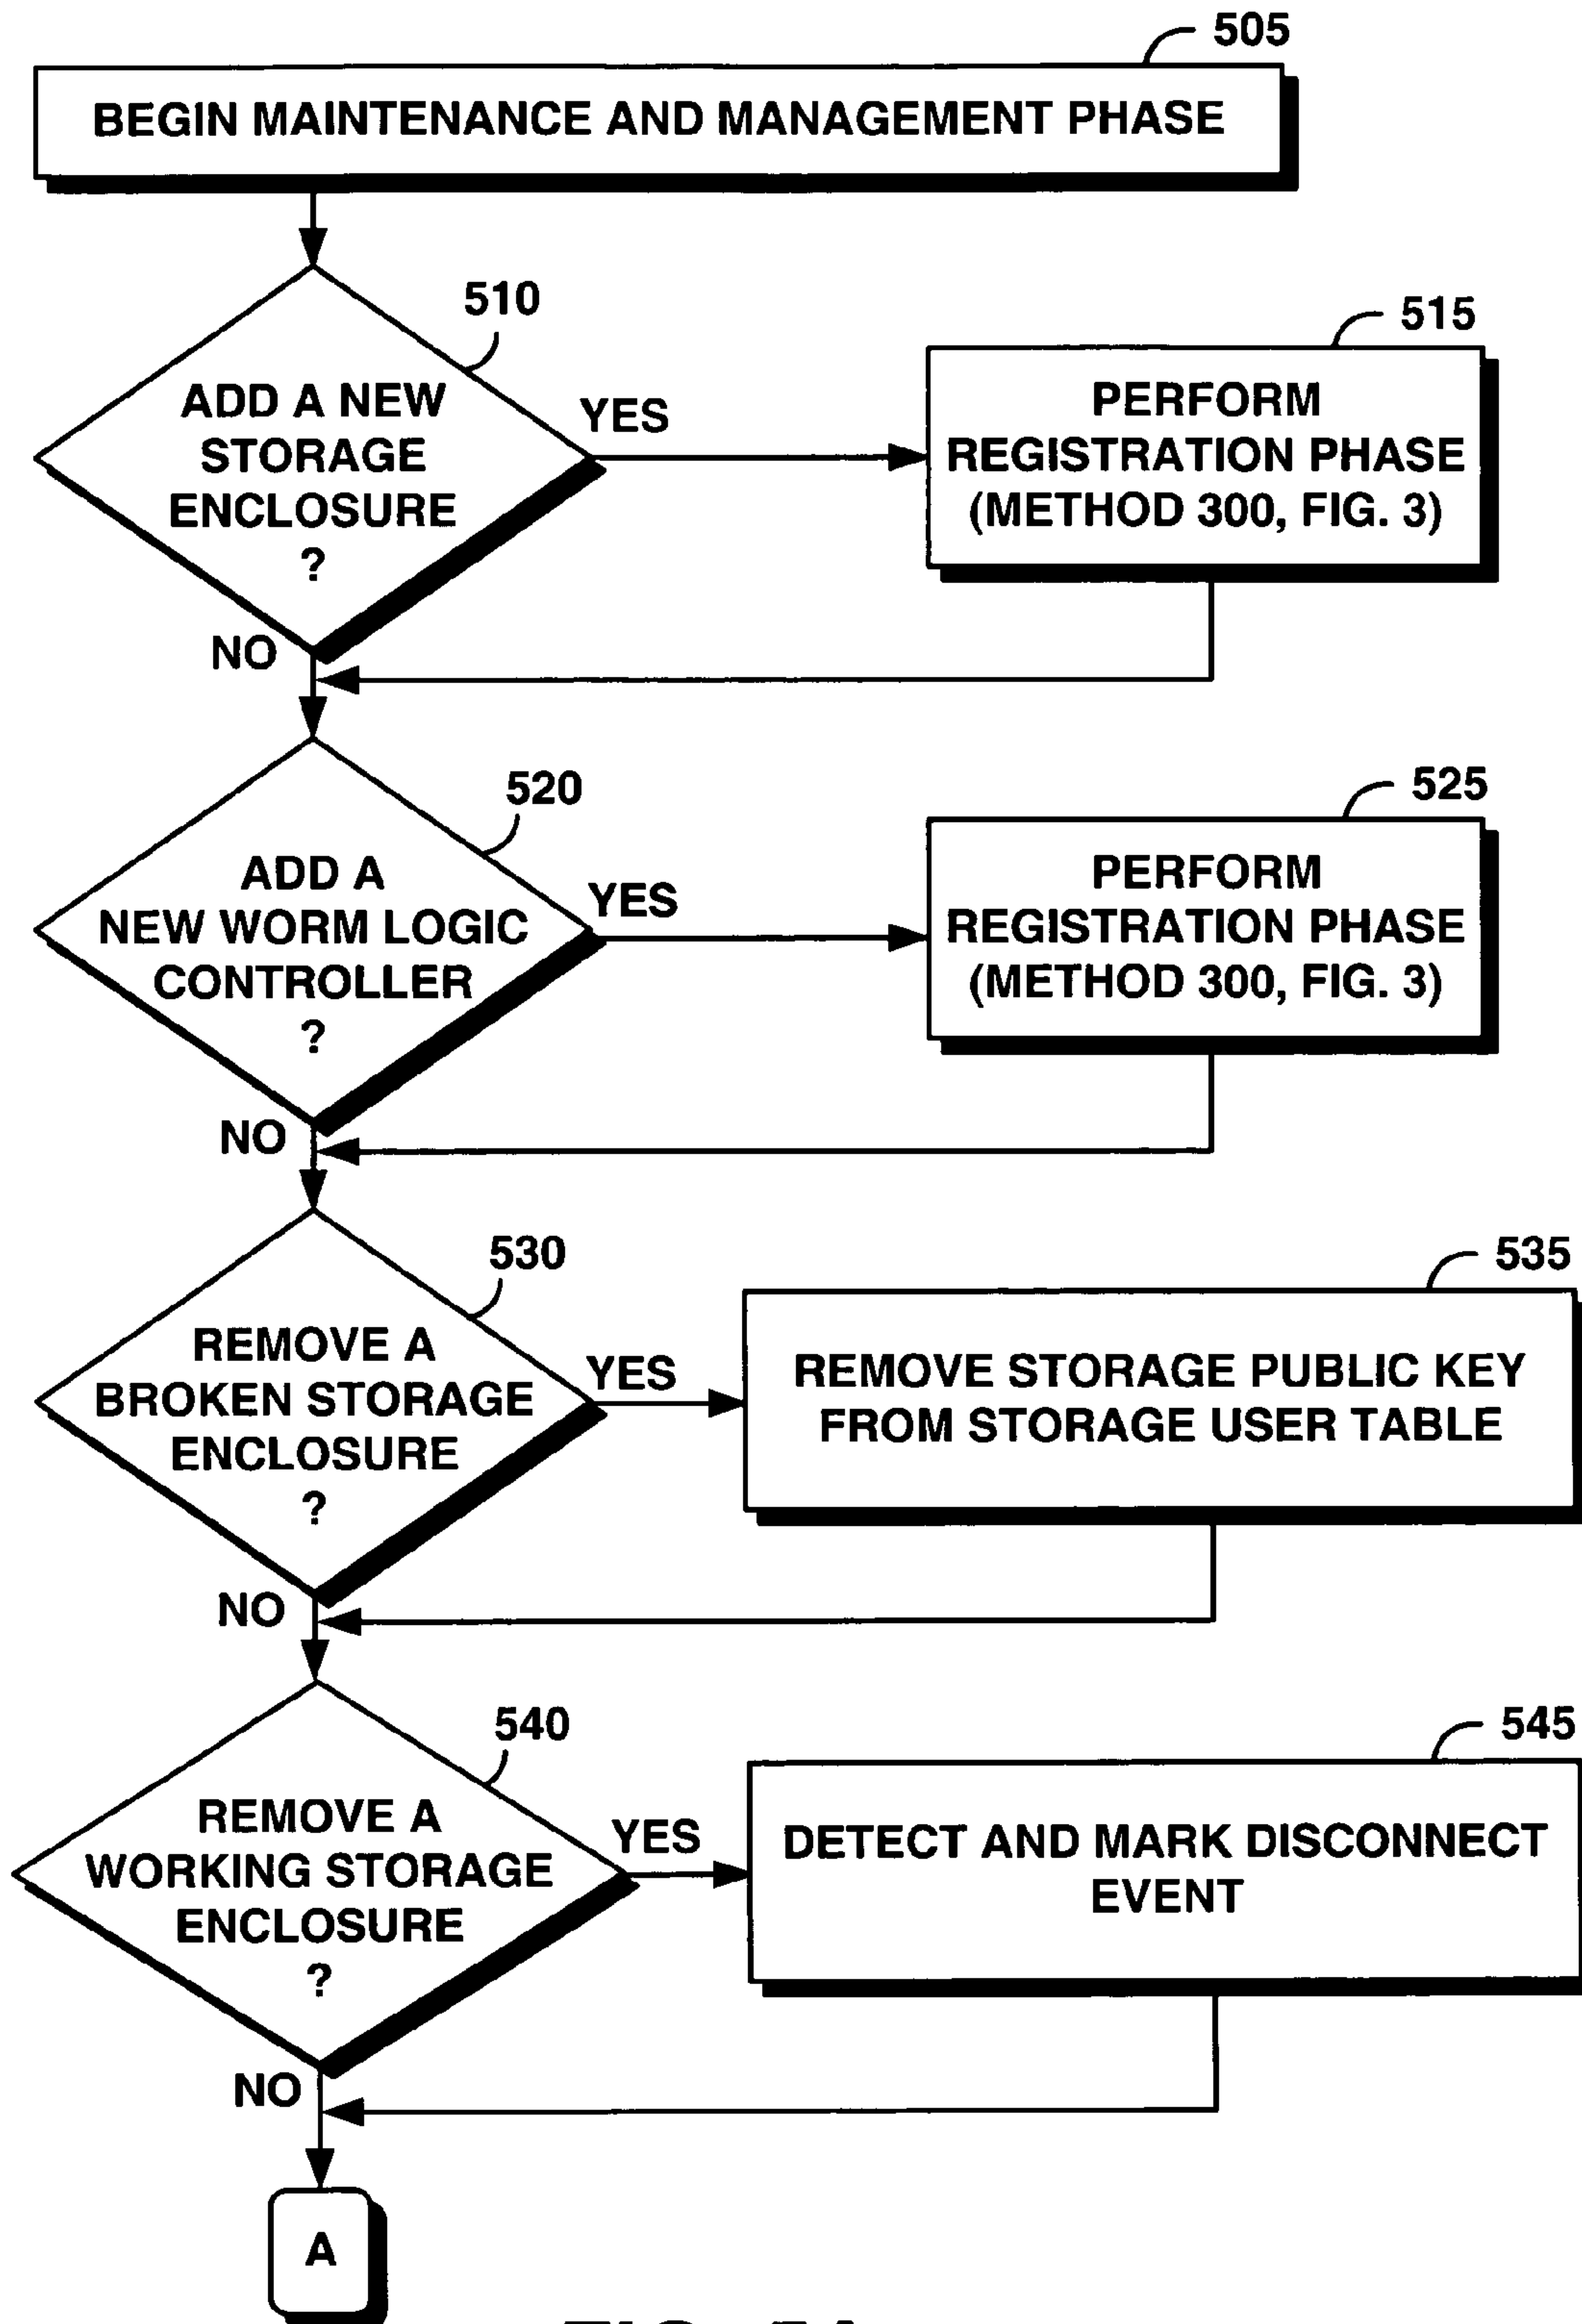 505
BEGIN MAINTENANCE AND MANAGEMENT PHASE
510
ADD A NEW
STORAGE
ENCLOSURE
?
YES
NO
515
PERFORM
REGISTRATION PHASE
(METHOD 300, FIG. 3)
520
ADD A
NEW WORM LOGIC
CONTROLLER
?
YES
NO
525
PERFORM
REGISTRATION PHASE
(METHOD 300, FIG. 3)
530
REMOVE A
BROKEN STORAGE
ENCLOSURE
?
YES
NO
535
REMOVE STORAGE PUBLIC KEY
FROM STORAGE USER TABLE
540
REMOVE A
WORKING STORAGE
ENCLOSURE
?
YES
NO
545
DETECT AND MARK DISCONNECT
EVENT
A